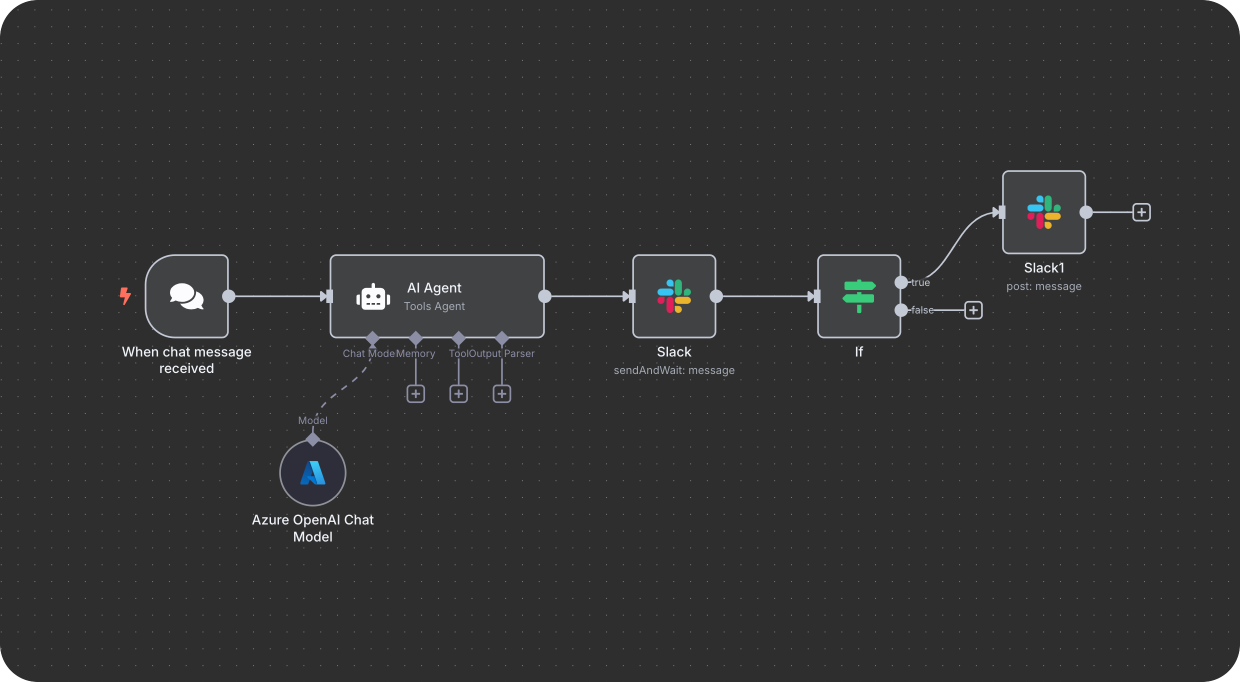 When chat message
received
AI Agent
Tools Agent
Chat Model
Memory
Tool
Output Parser
Model
Azure OpenAI Chat
Model
Slack
sendAndWait: message
If
true
false
Slack1
post: message